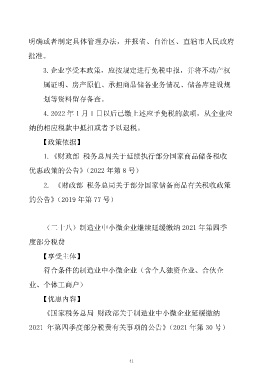 明确或者制定具体管理办法，并报省、自治区、直辖市人民政府
批准。
3.企业享受本政策，应按规定进行免税申报，并将不动产权
属证明、房产原值、承担商品储备业务情况、储备库建设规
划等资料留存备查。
4.2022 年 1 月 1 日以后已缴上述应予免税的款项，从企业应
纳的相应税款中抵扣或者予以退税。
【政策依据】
1.《财政部 税务总局关于延续执行部分国家商品储备税收
优惠政策的公告》（2022 年第 8 号）
2. 《财政部 税务总局关于部分国家储备商品有关税收政策
的公告》（2019 年第 77 号）
（二十八）制造业中小微企业继续延缓缴纳 2021 年第四季
度部分税费
【享受主体】
符合条件的制造业中小微企业（含个人独资企业、合伙企
业、个体工商户）
【优惠内容】
《国家税务总局 财政部关于制造业中小微企业延缓缴纳
2021 年第四季度部分税费有关事项的公告》（2021 年第 30 号）